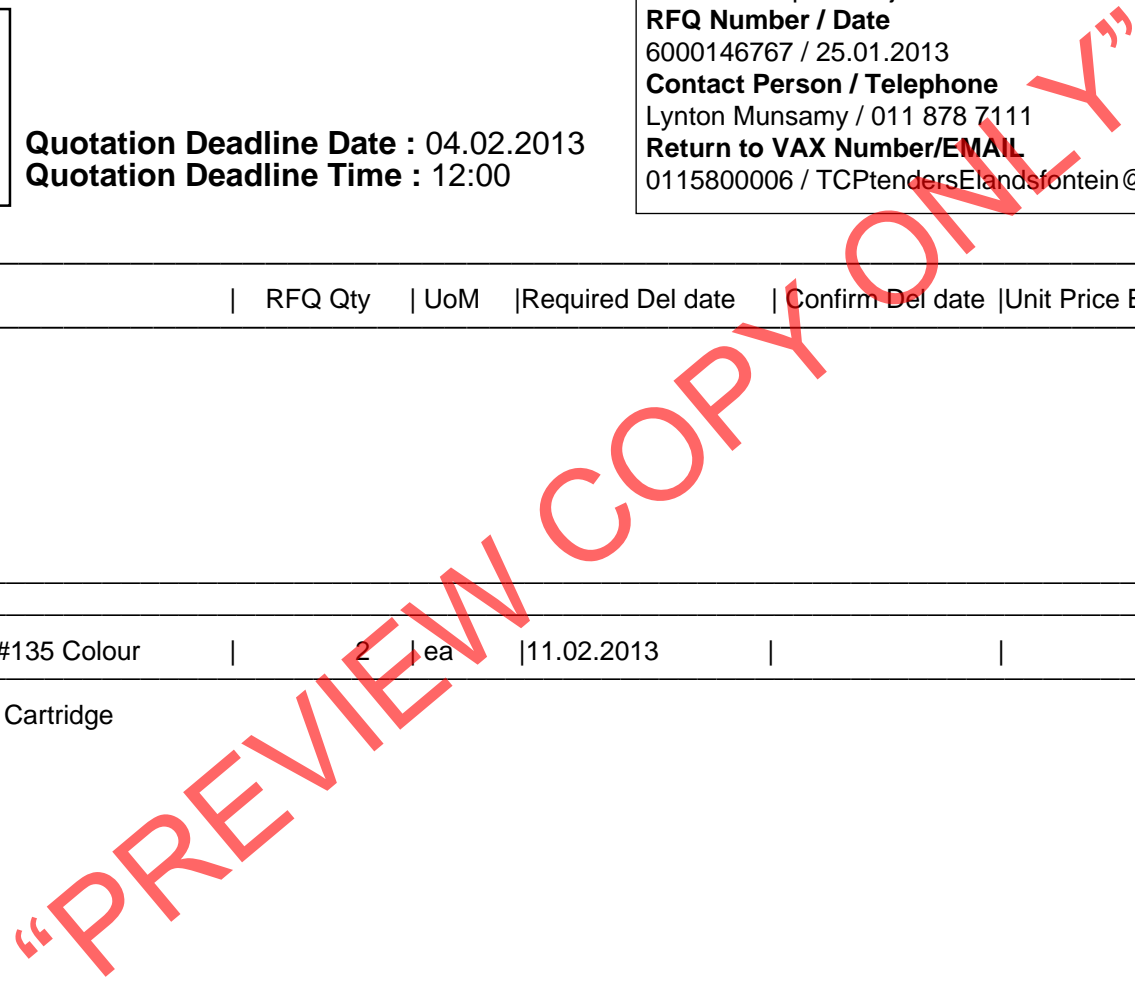 RFQ Number / Date
6000146767 / 25.01.2013
Contact Person / Telephone
Lynton Munsamy / 011 878 7111
Return to VAX Number/EMAIL
0115800006 / TCPtendersElandsfontein@
Quotation Deadline Date : 04.02.2013
Quotation Deadline Time : 12:00
| RFQ Qty | UoM |Required Del date | Confirm Del date |Unit Price
#135 Colour | 2 | ea |11.02.2013 | |
Cartridge
“PREVIEW COPY ONLY”